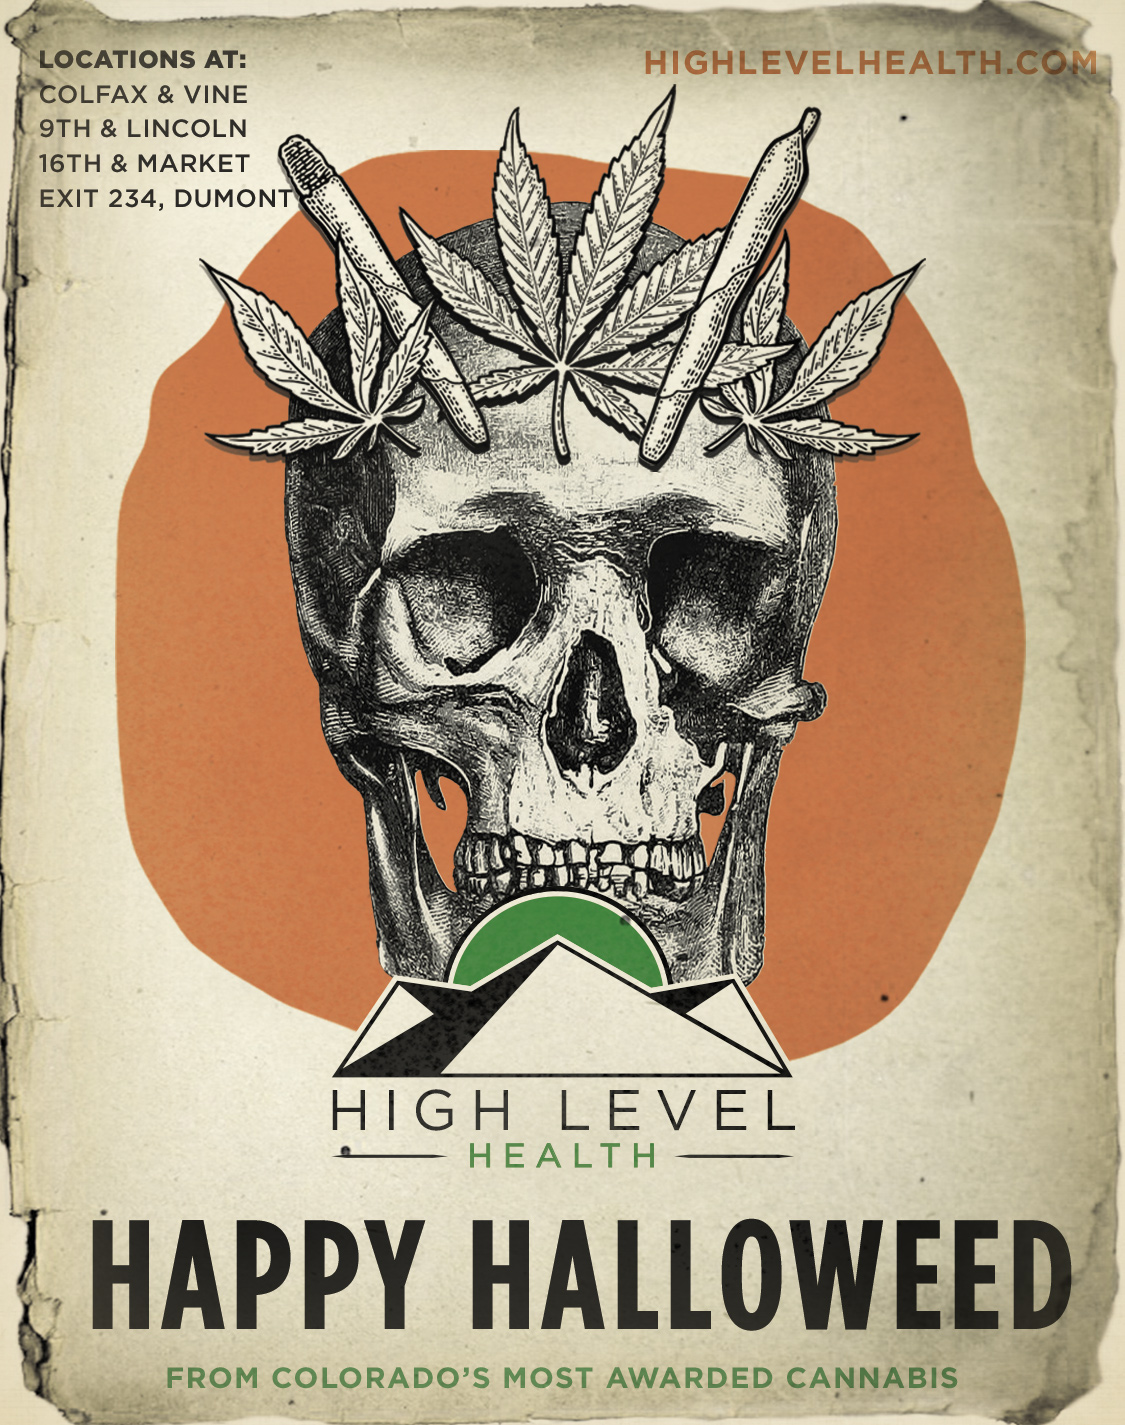 LOCATIONS AT:
COLFAX & VINE
9TH & LINCOLN
16TH & MARKET
EXIT 234, DUMONT
HIGHLEVELHEALTH.COM
HIGH LEVEL
HEALTH
HAPPY HALLOWEED
FROM COLORADO'S MOST AWARDED CANNABIS